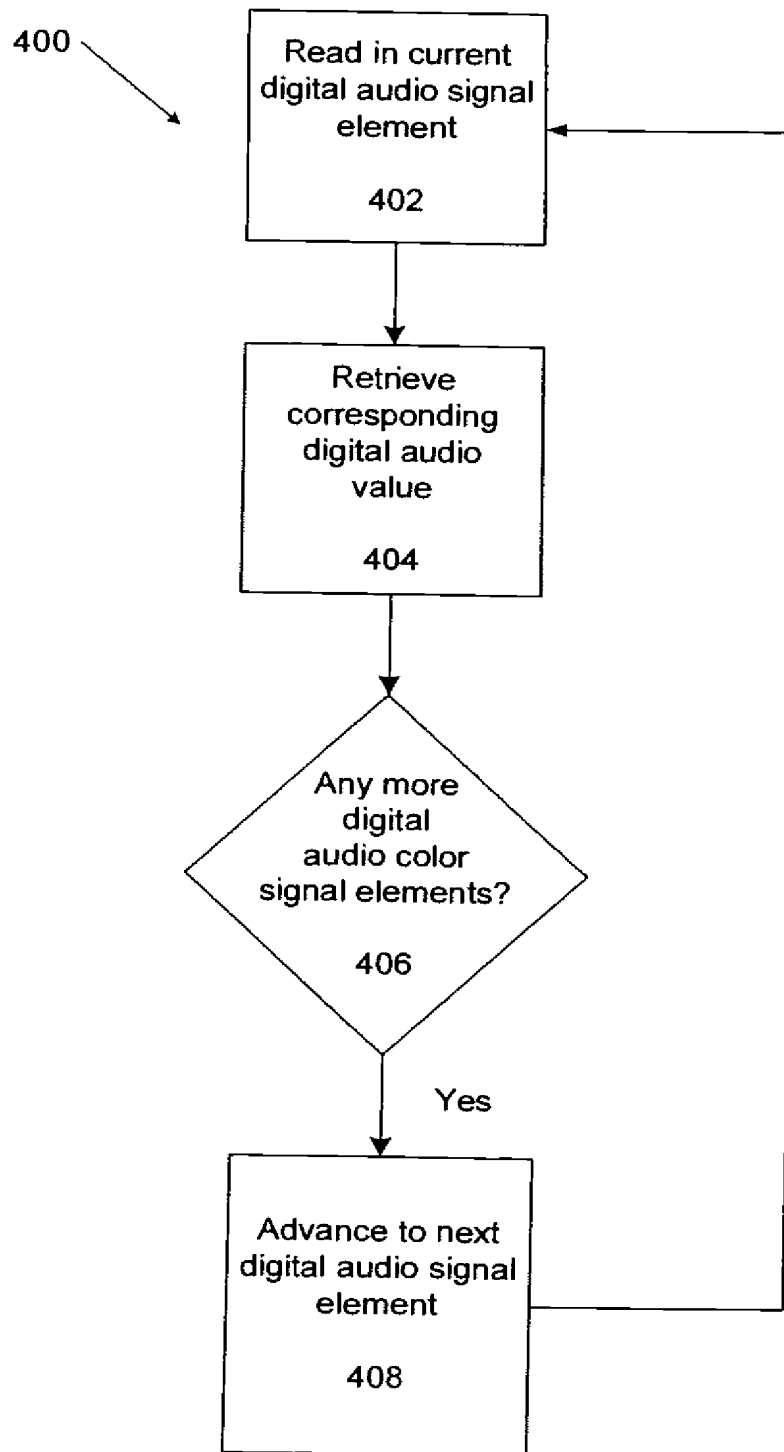 400
Read in current
digital audio signal
element
402
Retrieve
corresponding
digital audio
value
404
Any more
digital
audio color
signal elements?
406
Yes
Advance to next
digital audio signal
element
408